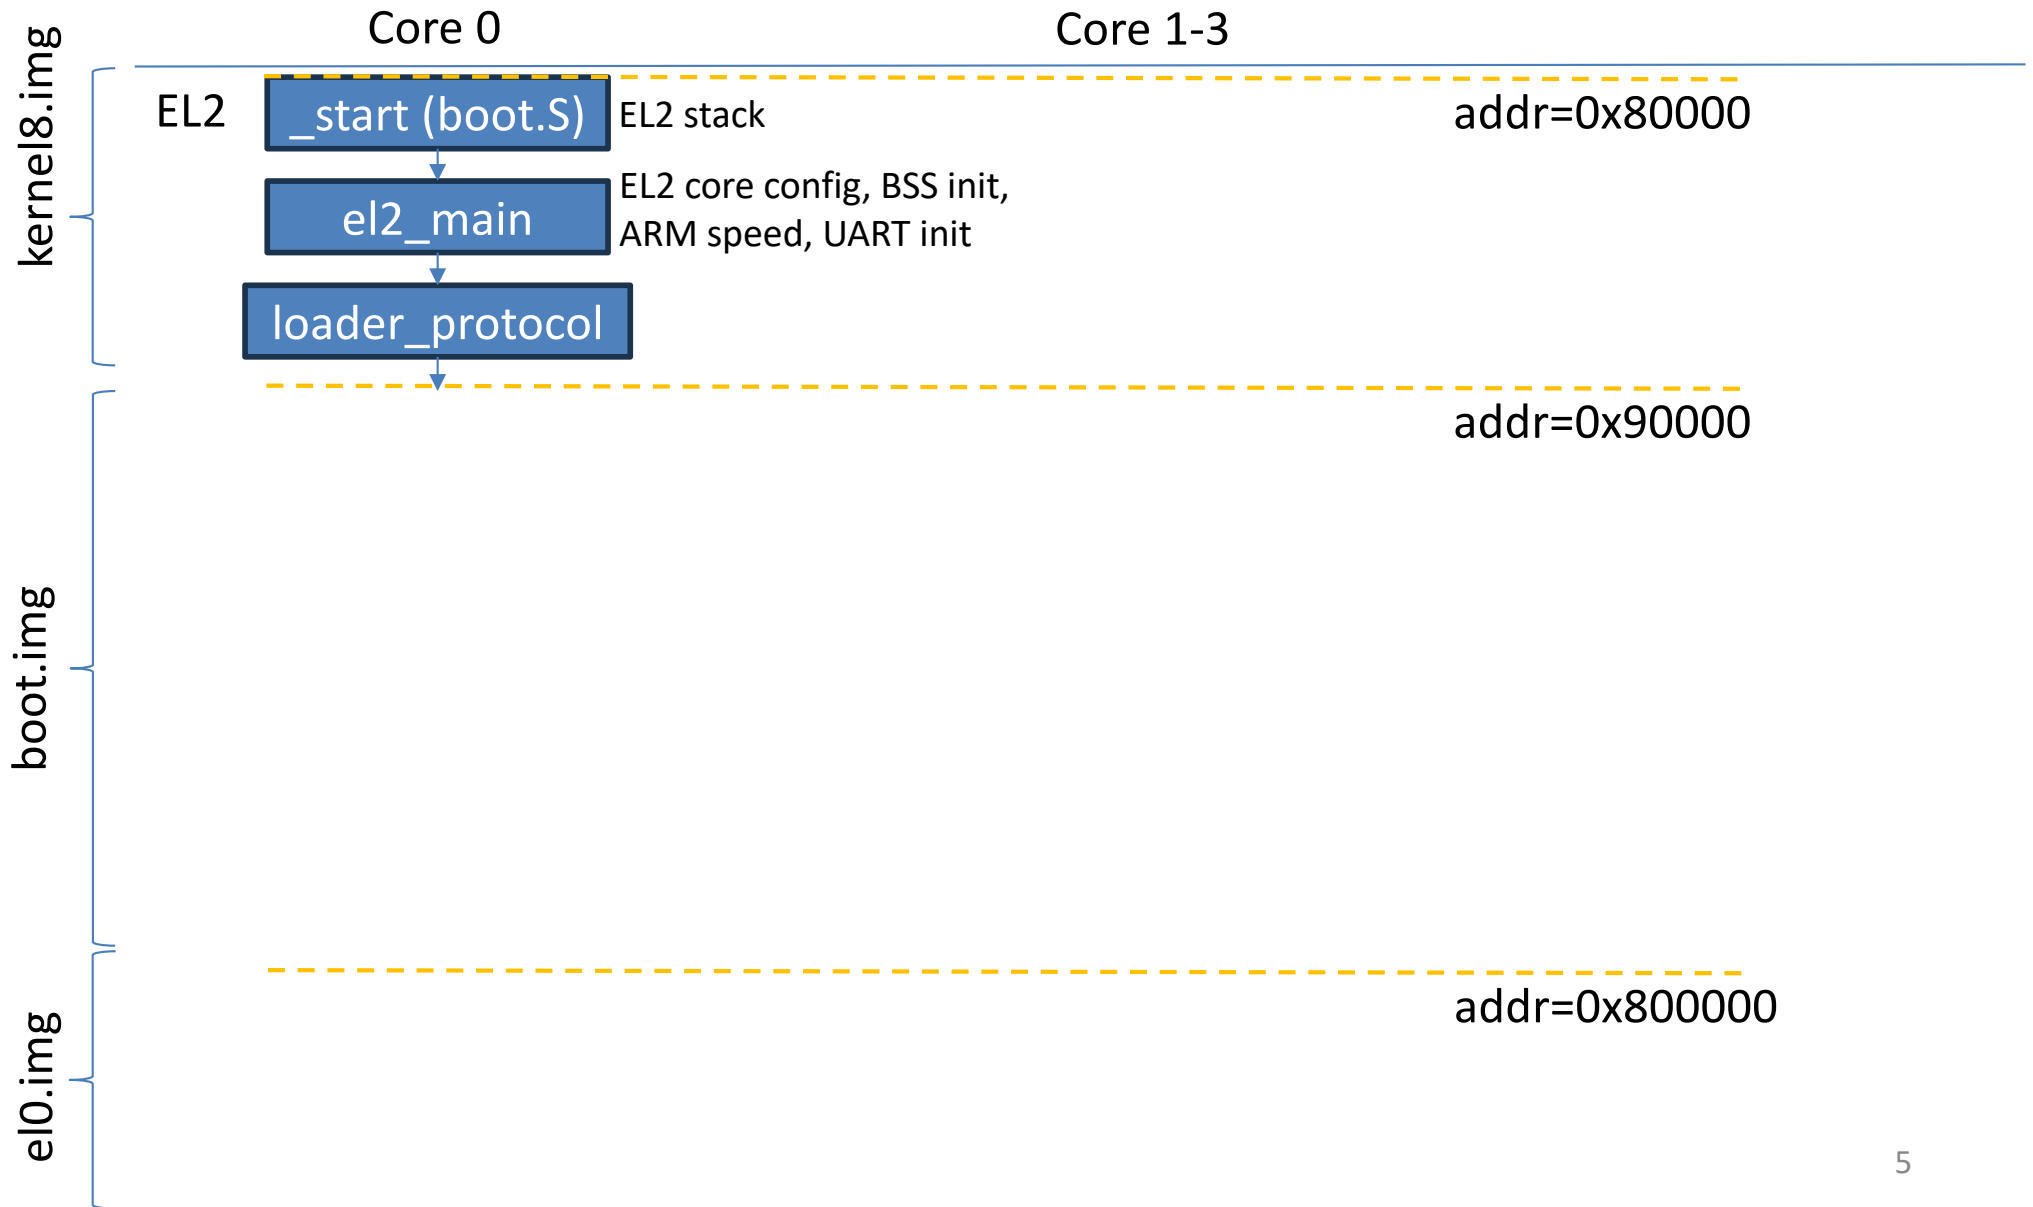 Core 0
Core 1-3
kernel8.img
EL2
_start (boot.S)
EL2 stack
addr=0x80000
el2_main
EL2 core config, BSS init,
ARM speed, UART init
loader_protocol
addr=0x90000
boot.img
addr=0x800000
el0.img
5